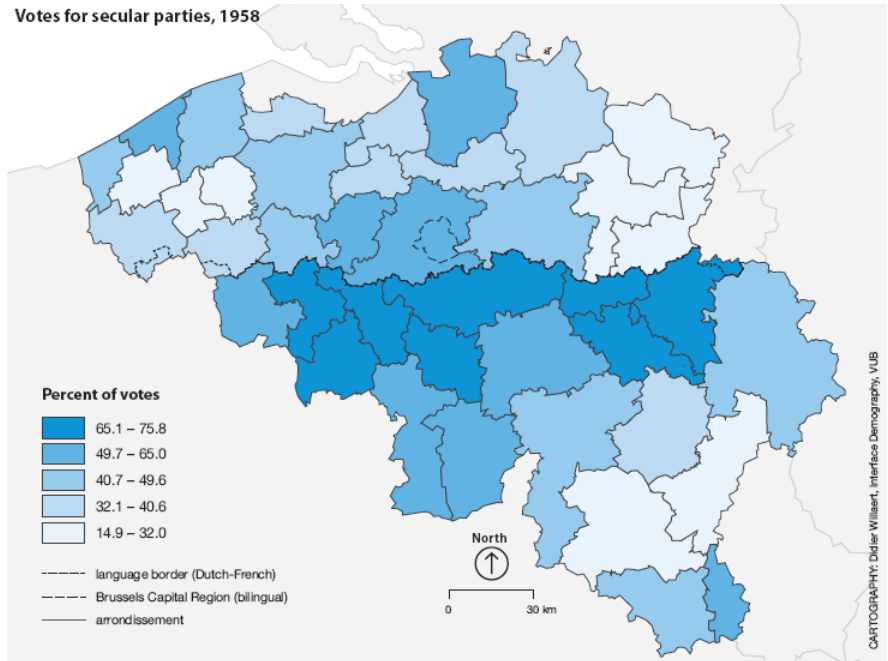 Votes for secular parties, 1958
Percent of votes
65.1 – 75.8
49.7 – 65.0
40.7 – 49.6
32.1 – 40.6
14.9 – 32.0
language border (Dutch-French)
Brussels Capital Region (bilingual)
arrondissement
North
0 30 km
CARTOGRAPHY: Didier Willaert, Interface Demography, VUB